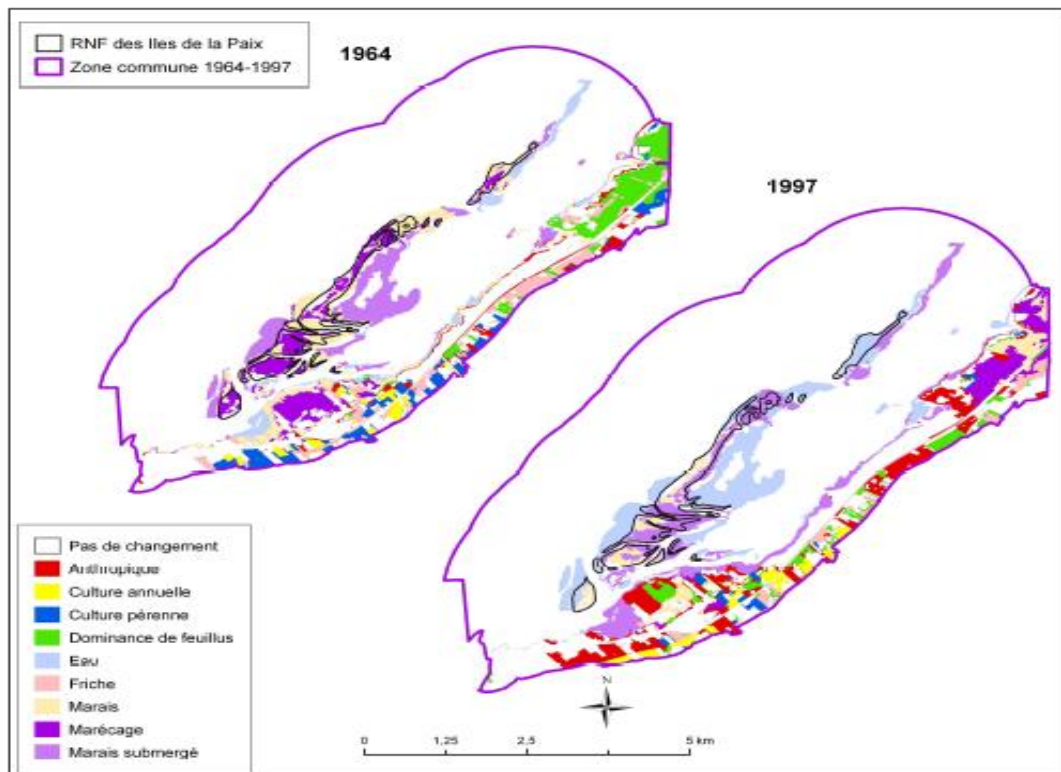 RNF des Iles de la Paix
Zone commune 1964-1997
1964
1997
Pas de changement
Anthropique
Culture annuelle
Culture pérenne
Dominance de feuillus
Eau
Friche
Marais
Marécage
Marais submergé
N
0 1,25 2,5 5 km